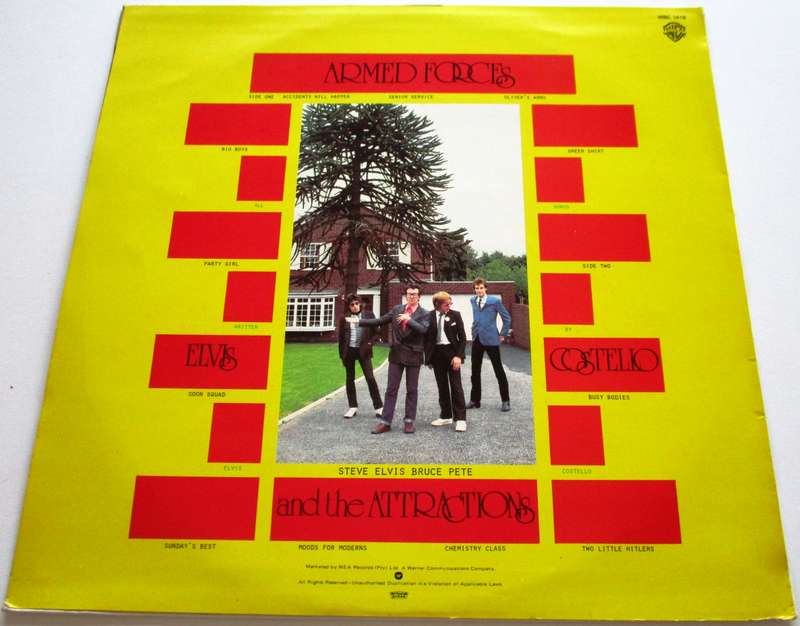 ARMED FORCES
SIDE ONE ACCIDENTS WILL HAPPEN SENIOR SERVICE OLIVER'S ARMY
BIG BOYS GREEN SHIRT
ALL SONGS
PARTY GIRL SIDE TWO
WRITTEN BY
ELVIS COSTELLO
GOON SQUAD BUSY BODIES
ELVIS COSTELLO
STEVE ELVIS BRUCE PETE
and the ATTRACTIONS
SUNDAY'S BEST MOODS FOR MODERNS CHEMISTRY CLASS TWO LITTLE HITLERS
Marketed by WEA Records (Pty) Ltd. A Warner Communications Company.
All Rights Reserved-Unauthorised Duplication is a Violation of Applicable Laws.